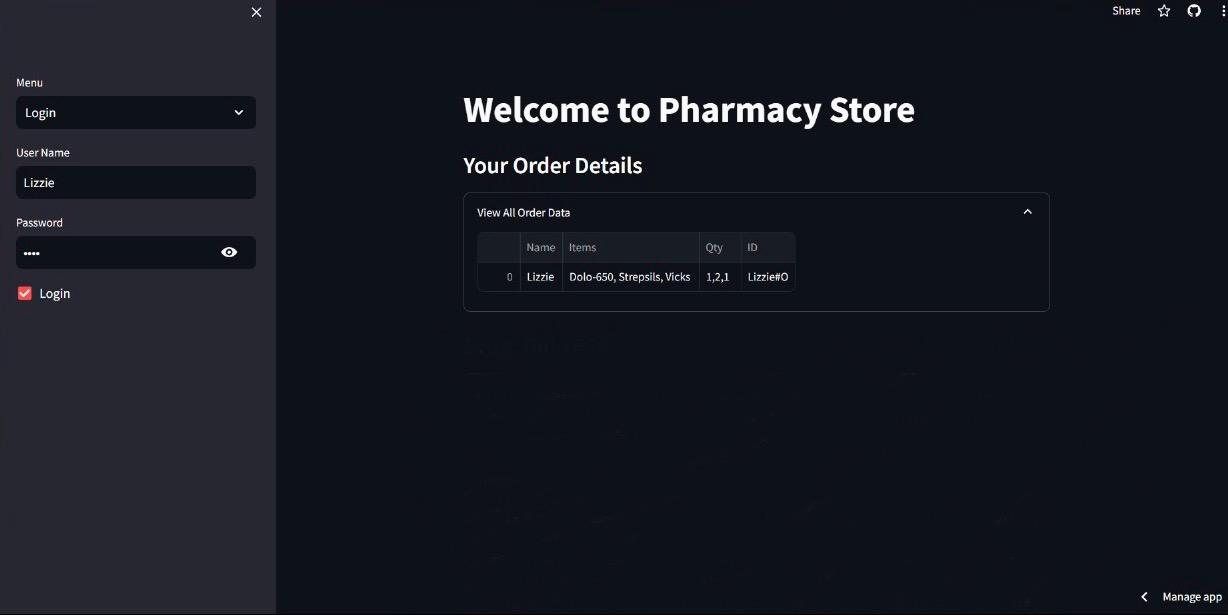 Share
Menu
Login
User Name
Lizzie
Password
••••
Login
Welcome to Pharmacy Store
Your Order Details
View All Order Data
Name Items Qty ID
0 Lizzie Dolo-650, Strepsils, Vicks 1,2,1 Lizzie#O
Manage app